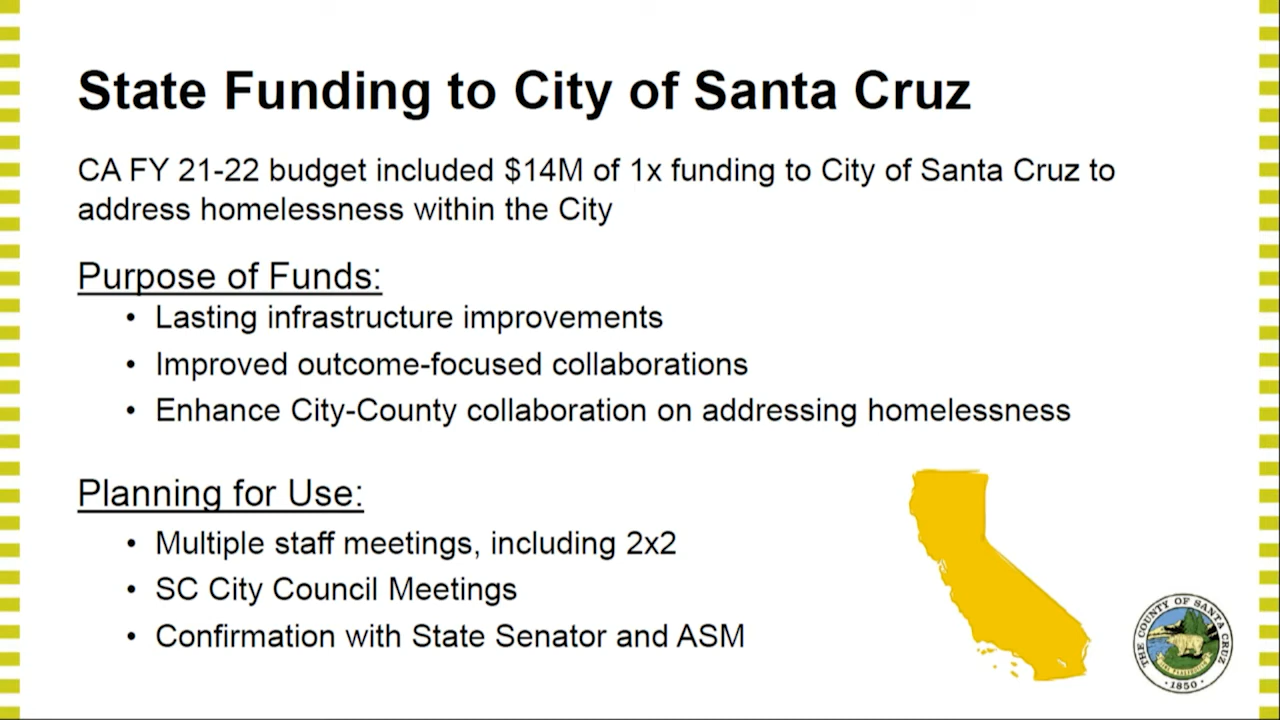 State Funding to City of Santa Cruz
CA FY 21-22 budget included $14M of 1x funding to City of Santa Cruz to
address homelessness within the City
Purpose of Funds:
• Lasting infrastructure improvements
• Improved outcome-focused collaborations
• Enhance City-County collaboration on addressing homelessness
Planning for Use:
• Multiple staff meetings, including 2x2
• SC City Council Meetings
• Confirmation with State Senator and ASM
THE COUNTY OF SANTA CRUZ
· 1850 ·